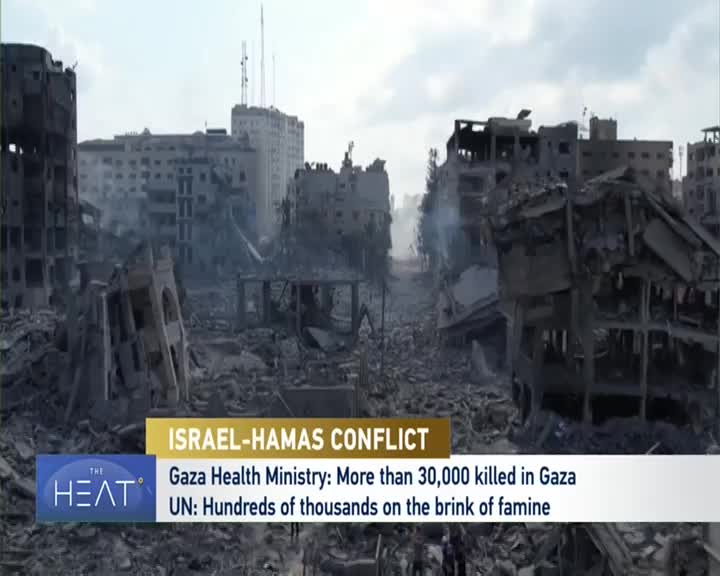 ISRAEL-HAMAS CONFLICT
THE
HEAT
Gaza Health Ministry: More than 30,000 killed in Gaza
UN: Hundreds of thousands on the brink of famine